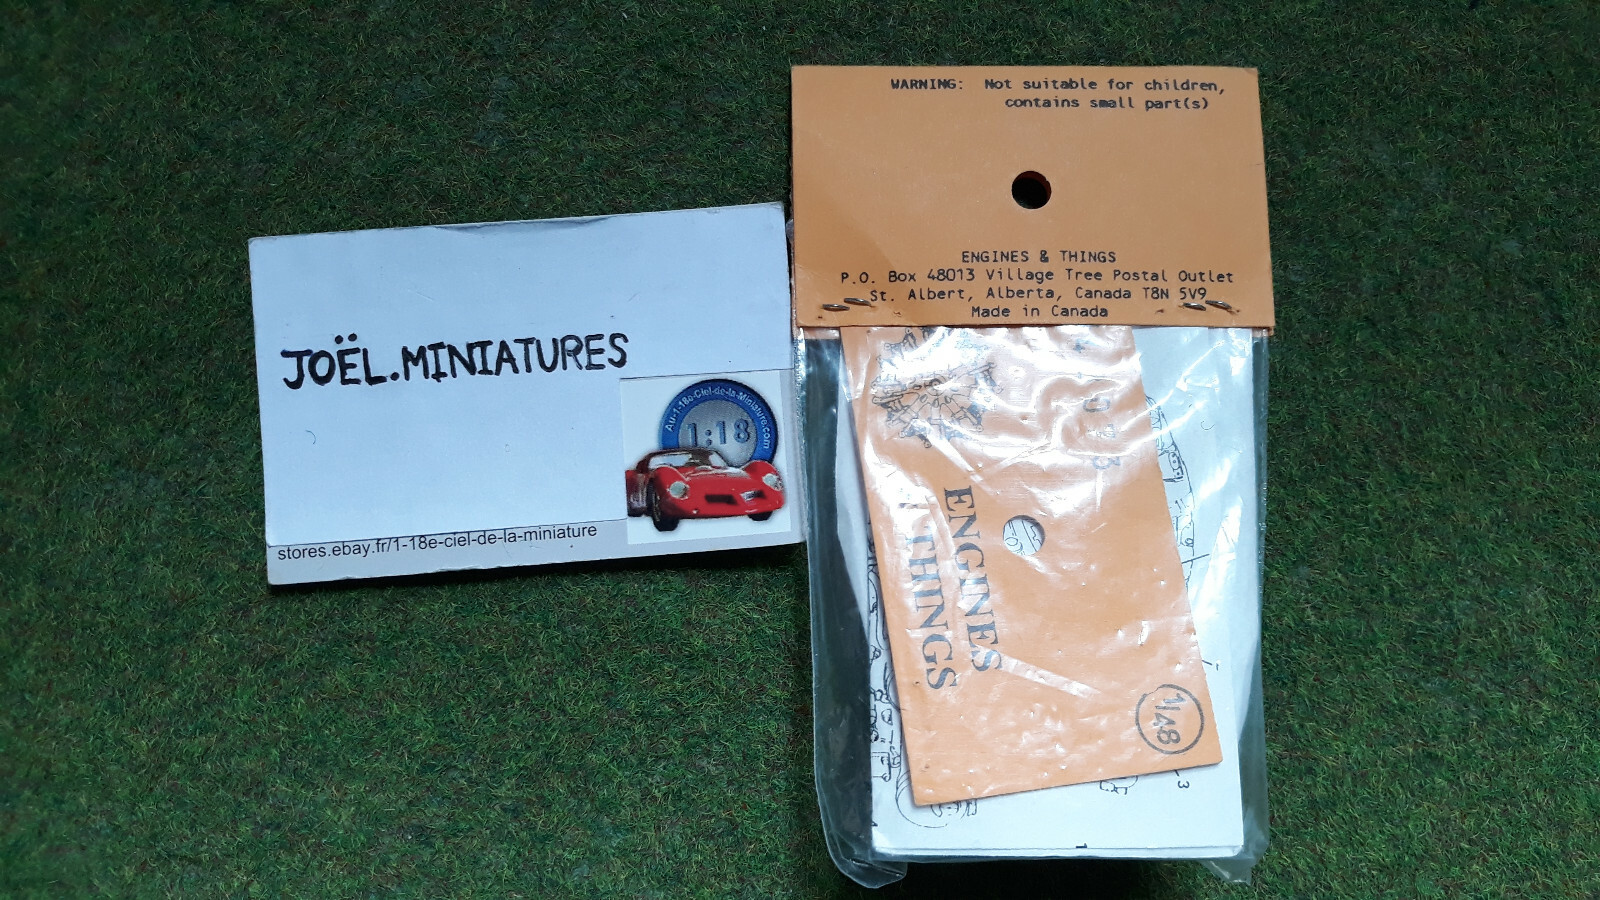 JOËL.MINIATURES
Au-1-18e-Ciel-de-la-Miniature.com
1:18
stores.ebay.fr/1-18e-ciel-de-la-miniature
WARNING: Not suitable for children,
contains small part(s)
ENGINES & THINGS
P.O. Box 48013 Village Tree Postal Outlet
St. Albert, Alberta, Canada T8N 5V9
Made in Canada
ENGINES
THINGS
1/48